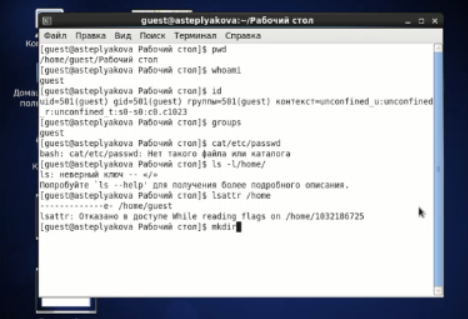 guest@asteplyakova:~/Рабочий стол
Файл Правка Вид Поиск Терминал Справка
[guest@asteplyakova Рабочий стол]$ pwd
/home/guest/Рабочий стол
[guest@asteplyakova Рабочий стол]$ whoami
guest
[guest@asteplyakova Рабочий стол]$ id
uid=501(guest) gid=501(guest) группы=501(guest) контекст=unconfined_u:unconfined_
r:unconfined_t:s0-s0:c0.c1023
[guest@asteplyakova Рабочий стол]$ groups
guest
[guest@asteplyakova Рабочий стол]$ cat/etc/passwd
bash: cat/etc/passwd: Нет такого файла или каталога
[guest@asteplyakova Рабочий стол]$ ls -l/home/
ls: неверный ключ -- «/»
Попробуйте `ls --help' для получения более подробного описания.
[guest@asteplyakova Рабочий стол]$ lsattr /home
-------------e- /home/guest
lsattr: Отказано в доступе While reading flags on /home/1032186725
[guest@asteplyakova Рабочий стол]$ mkdir